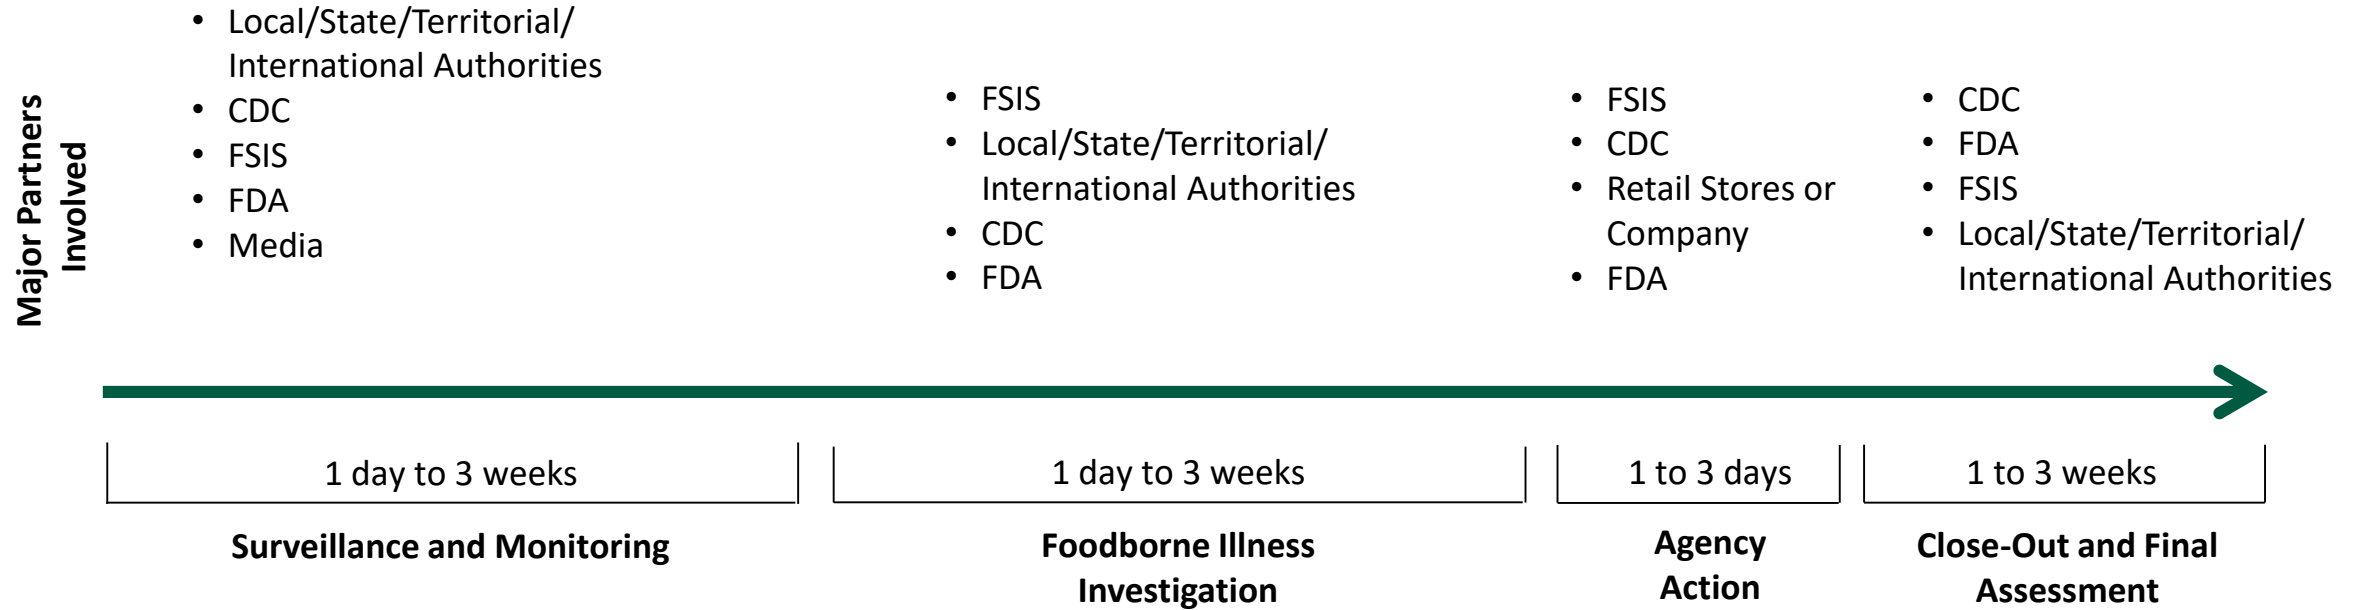 Major Partners
Involved
• Local/State/Territorial/
International Authorities
• CDC
• FSIS
• FDA
• Media
• FSIS
• Local/State/Territorial/
International Authorities
• CDC
• FDA
• FSIS
• CDC
• Retail Stores or
Company
• FDA
• CDC
• FDA
• FSIS
• Local/State/Territorial/
International Authorities
1 day to 3 weeks
1 day to 3 weeks
1 to 3 days
1 to 3 weeks
Surveillance and Monitoring
Foodborne Illness
Investigation
Agency
Action
Close-Out and Final
Assessment